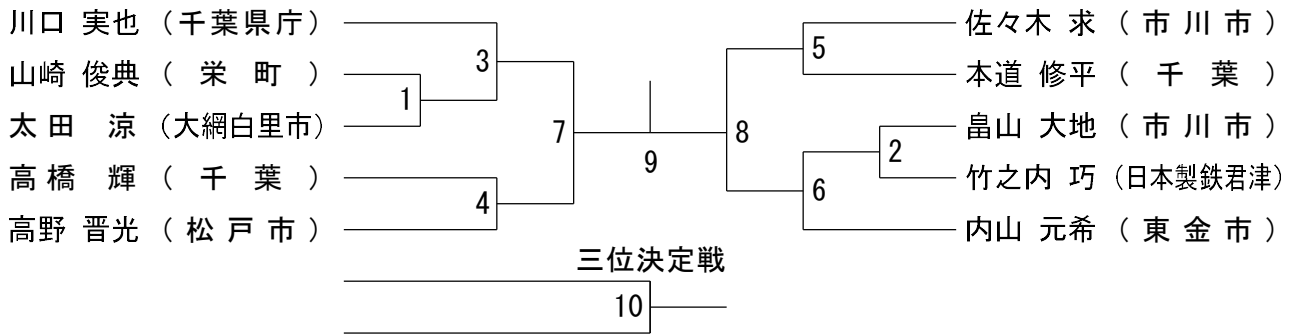 川口 実也 (千葉県庁)
山崎 俊典 ( 栄 町 )
太田 涼 (大網白里市)
高橋 輝 ( 千 葉 )
高野 晋光 ( 松 戸 市 )
1
3
4
7
9
8
5
2
6
佐々木 求 ( 市 川 市 )
本道 修平 ( 千 葉 )
畠山 大地 ( 市 川 市 )
竹之内 巧 (日本製鉄君津)
内山 元希 ( 東 金 市 )
三位決定戦
10